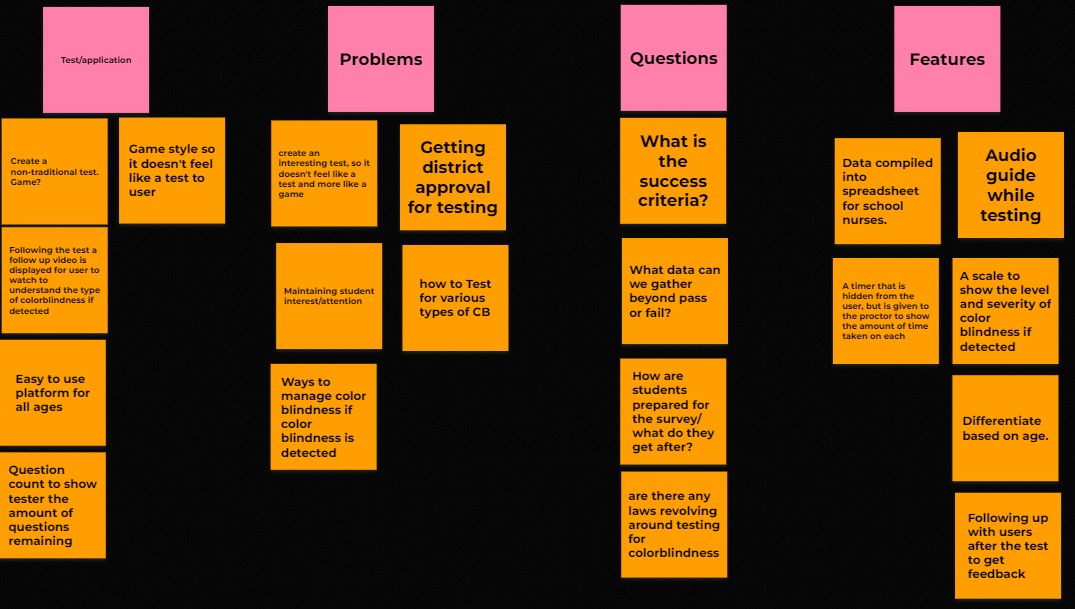 Test/application
Create a
non-traditional test.
Game?
Game style so
it doesn't feel
like a test to
user
Following the test a
follow up video is
displayed for user to
watch to
understand the type
of colorblindness if
detected
Easy to use
platform for
all ages
Question
count to show
tester the
amount of
questions
remaining
Problems
create an
interesting test, so it
doesn't feel like a
test and more like a
game
Getting
district
approval
for testing
Maintaining student
interest/attention
how to Test
for various
types of CB
Ways to
manage color
blindness if
color
blindness is
detected
Questions
What is
the
success
criteria?
What data can
we gather
beyond pass
or fail?
How are
students
prepared for
the survey/
what do they
get after?
are there any
laws revolving
around testing
for
colorblindness
Features
Data compiled
into
spreadsheet
for school
nurses.
Audio
guide
while
testing
A timer that is
hidden from the
user, but is given to
the proctor to show
the amount of time
taken on each
A scale to
show the level
and severity of
color
blindness if
detected
Differentiate
based on age.
Following up
with users
after the test
to get
feedback